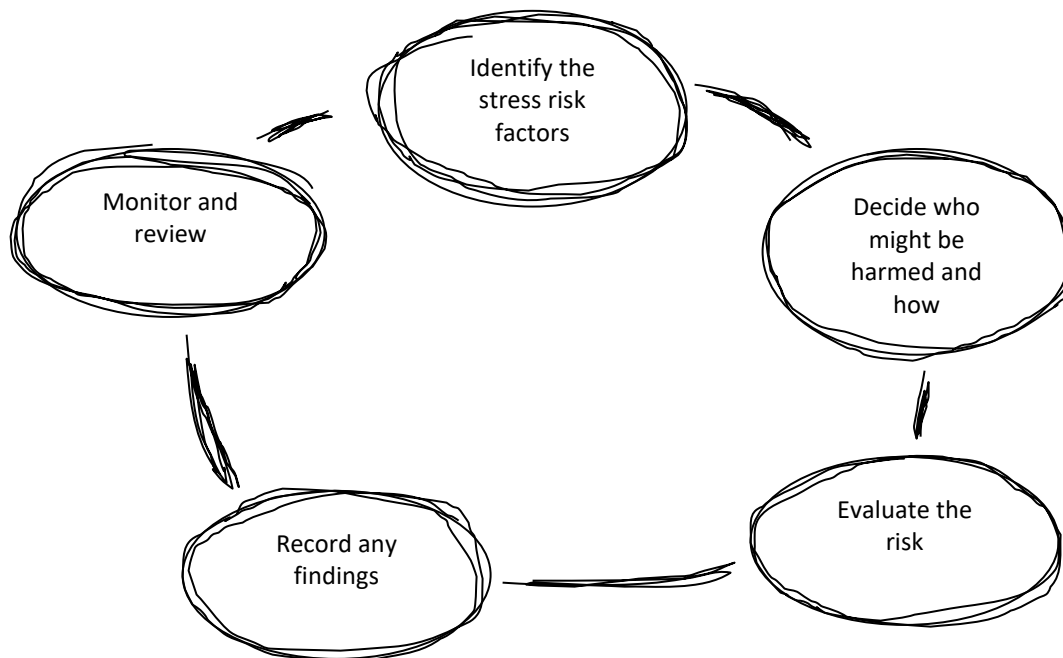 Identify the
stress risk
factors
Decide who
might be
harmed and
how
Evaluate the
risk
Record any
findings
Monitor and
review